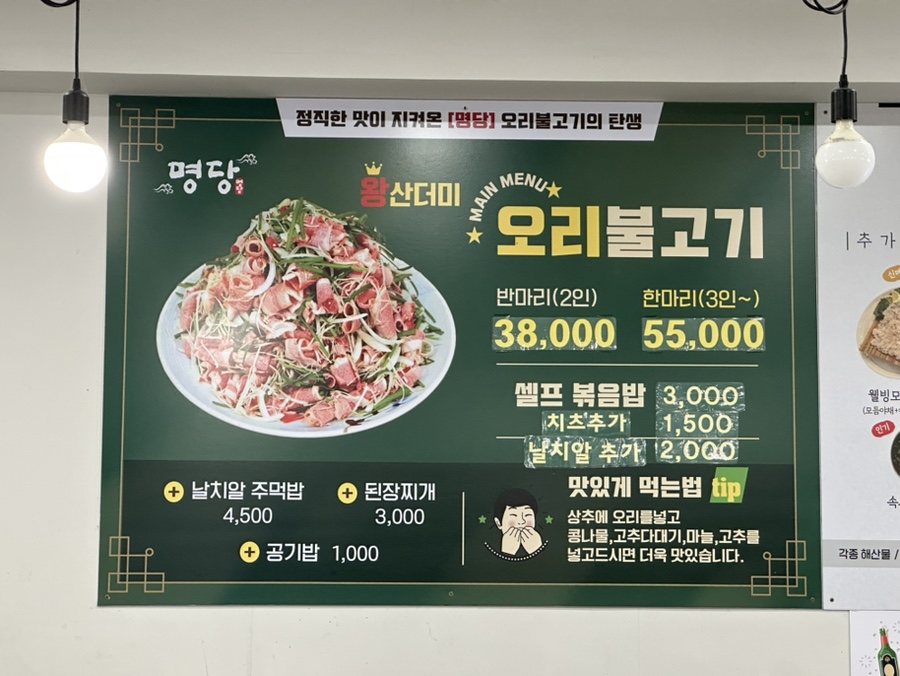 정직한 맛이 지켜온 [명당] 오리불고기의 탄생
명당
왕산더미
MAIN MENU
오리불고기
반마리(2인) 한마리(3인~)
38,000 55,000
셀프 볶음밥 3,000
치즈추가 1,500
날치알 추가 2,000
+ 날치알 주먹밥 + 된장찌개
4,500 3,000
+ 공기밥 1,000
맛있게 먹는법 tip
상추에 오리를넣고
콩나물,고추다대기,마늘,고추를
넣고드시면 더욱 맛있습니다.
| 추 가
웰빙모
인기
속
각종 해산물 /